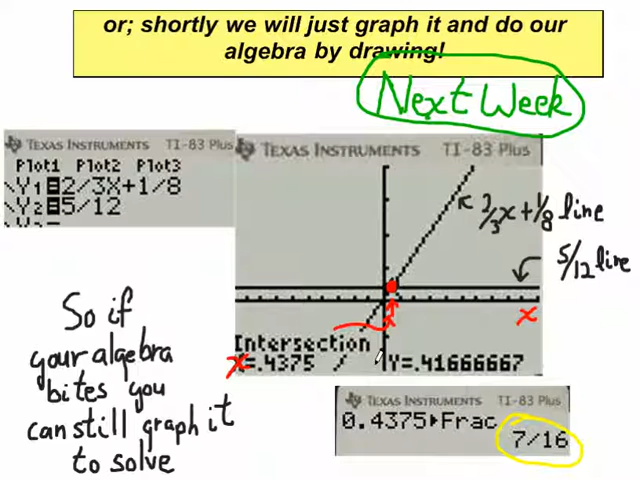 or; shortly we will just graph it and do our
algebra by drawing!
Next Week
TEXAS INSTRUMENTS TI-83 Plus
Plot1 Plot2 Plot3
\Y1=2/3X+1/8
\Y2=5/12
TEXAS INSTRUMENTS TI-83 Plus
2/3x+1/8 line
5/12 line
x
Intersection
X=.4375 Y=.41666667
So if
your algebra
bites you
can still graph it
to solve
TEXAS INSTRUMENTS TI-83 Plus
0.4375►Frac
7/16